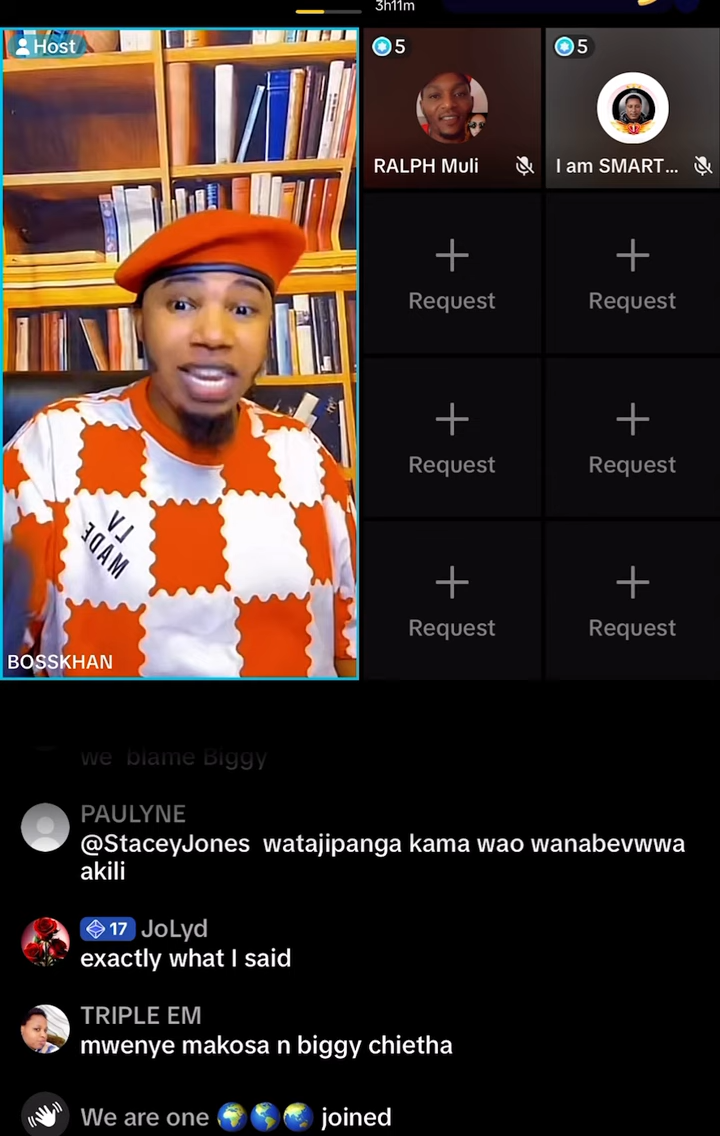 3h11m
Host
5
5
RALPH Muli
I am SMART...
Request
Request
Request
Request
Request
Request
LV
MADE
BOSSKHAN
we blame Biggy
PAULYNE
@StaceyJones watajipanga kama wao wanabevwwa
akili
17 JoLyd
exactly what I said
TRIPLE EM
mwenye makosa n biggy chietha
We are one 🌍🌎🌏 joined